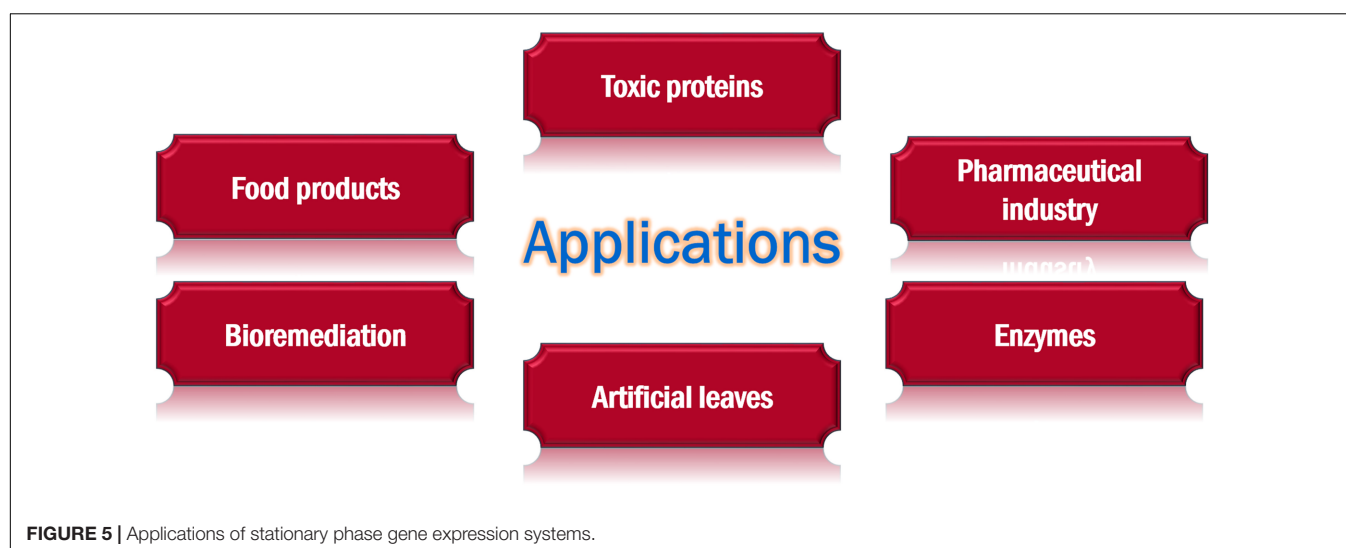 Toxic proteins
Food products
Pharmaceutical
industry
Applications
Bioremediation
Enzymes
Artificial leaves
FIGURE 5 | Applications of stationary phase gene expression systems.